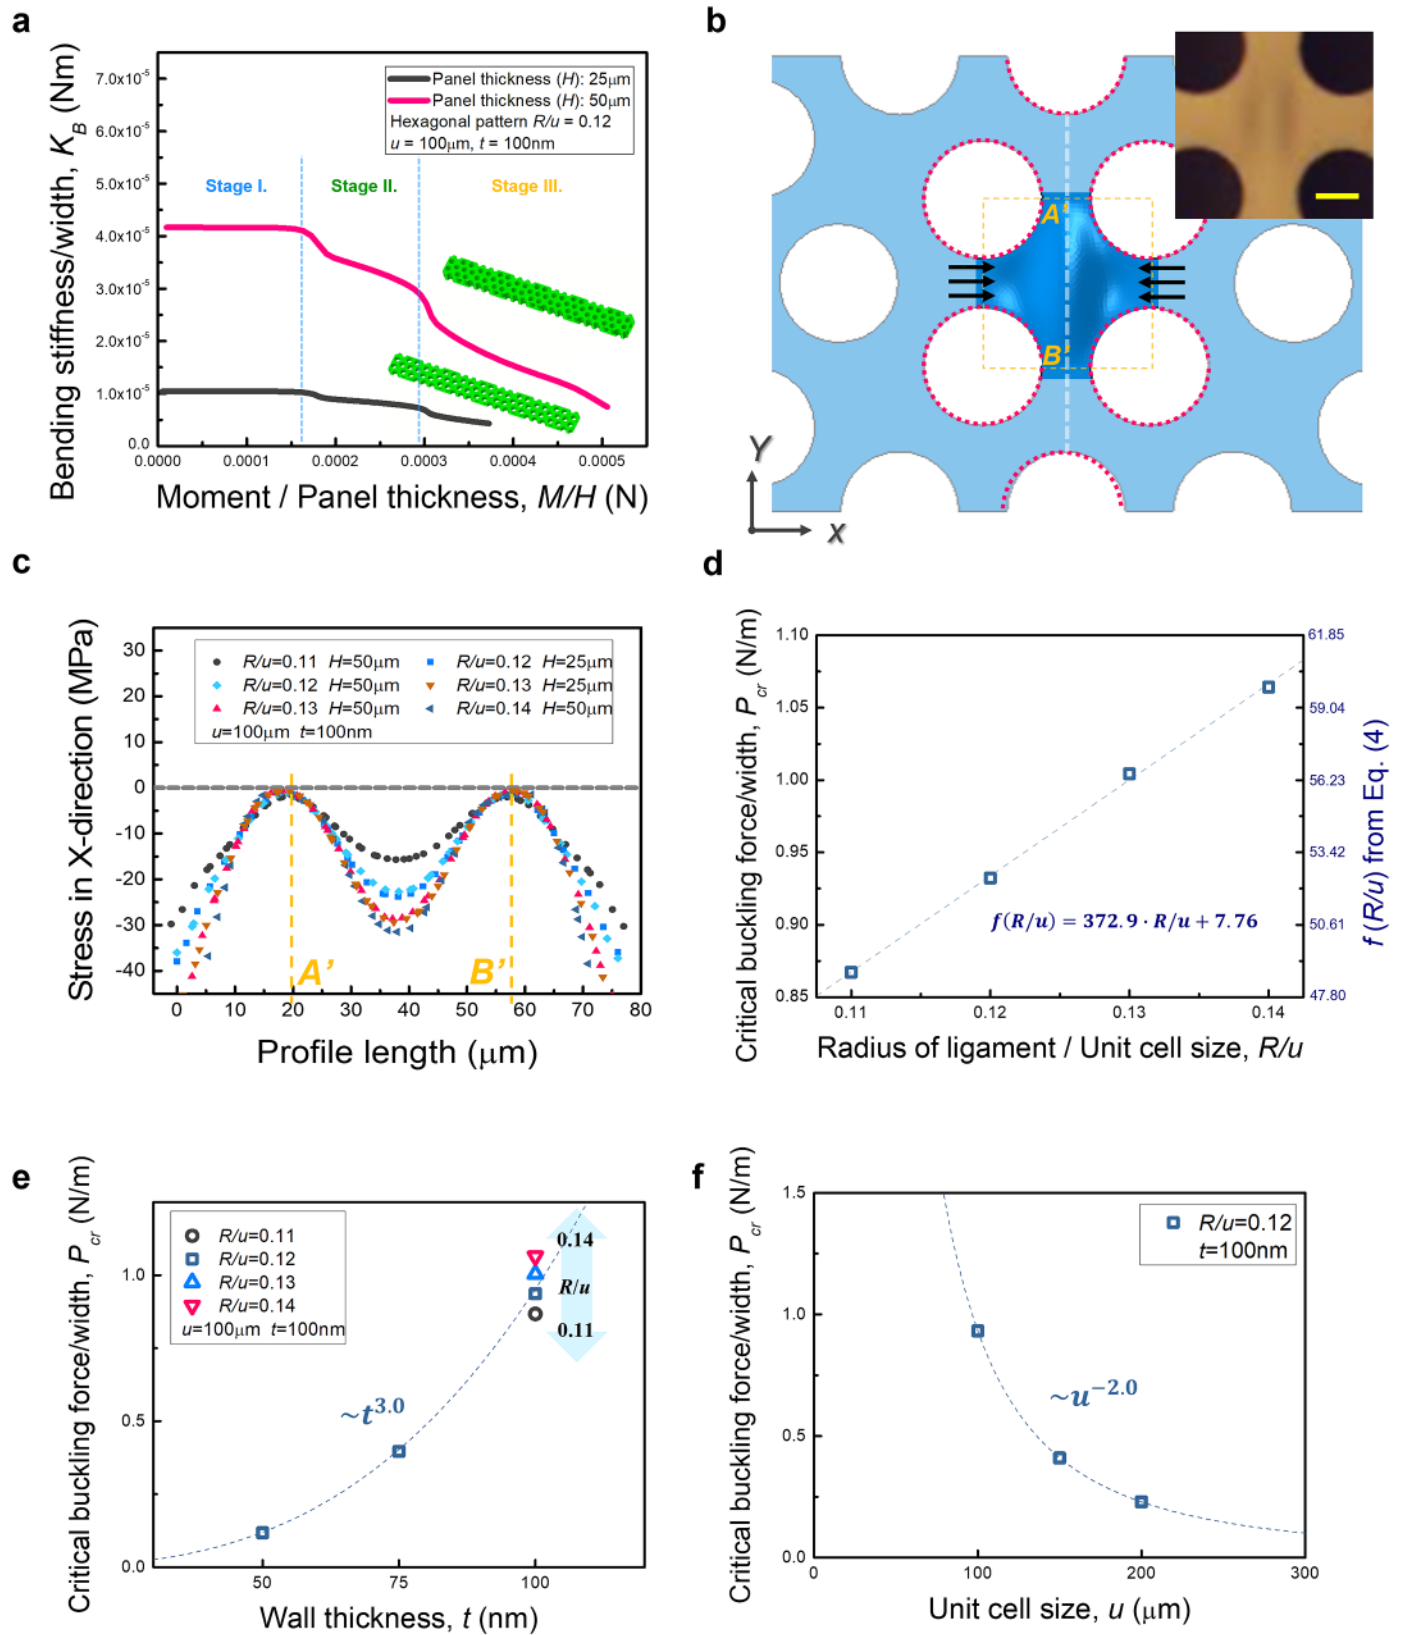 a
Bending stiffness/width, K_B (Nm)
7.0x10⁻⁵
6.0x10⁻⁵
5.0x10⁻⁵
4.0x10⁻⁵
3.0x10⁻⁵
2.0x10⁻⁵
1.0x10⁻⁵
0.0
Panel thickness (H): 25μm
Panel thickness (H): 50μm
Hexagonal pattern R/u = 0.12
u = 100μm, t = 100nm
Stage I.
Stage II.
Stage III.
0.0000 0.0001 0.0002 0.0003 0.0004 0.0005
Moment / Panel thickness, M/H (N)
b
A'
B'
Y
X
c
Stress in X-direction (MPa)
30
20
10
0
-10
-20
-30
-40
R/u=0.11 H=50μm
R/u=0.12 H=25μm
R/u=0.12 H=50μm
R/u=0.13 H=25μm
R/u=0.13 H=50μm
R/u=0.14 H=50μm
u=100μm t=100nm
A'
B'
0 10 20 30 40 50 60 70 80
Profile length (μm)
d
Critical buckling force/width, P_cr (N/m)
1.10
1.05
1.00
0.95
0.90
0.85
f(R/u) = 372.9 · R/u + 7.76
61.85
59.04
56.23
53.42
50.61
47.80
f (R/u) from Eq. (4)
0.11 0.12 0.13 0.14
Radius of ligament / Unit cell size, R/u
e
Critical buckling force/width, P_cr (N/m)
1.0
0.5
0.0
R/u=0.11
R/u=0.12
R/u=0.13
R/u=0.14
u=100μm t=100nm
0.14
R/u
0.11
~t³·⁰
50 75 100
Wall thickness, t (nm)
f
Critical buckling force/width, P_cr (N/m)
1.5
1.0
0.5
0.0
R/u=0.12
t=100nm
~u⁻²·⁰
0 100 200 300
Unit cell size, u (μm)